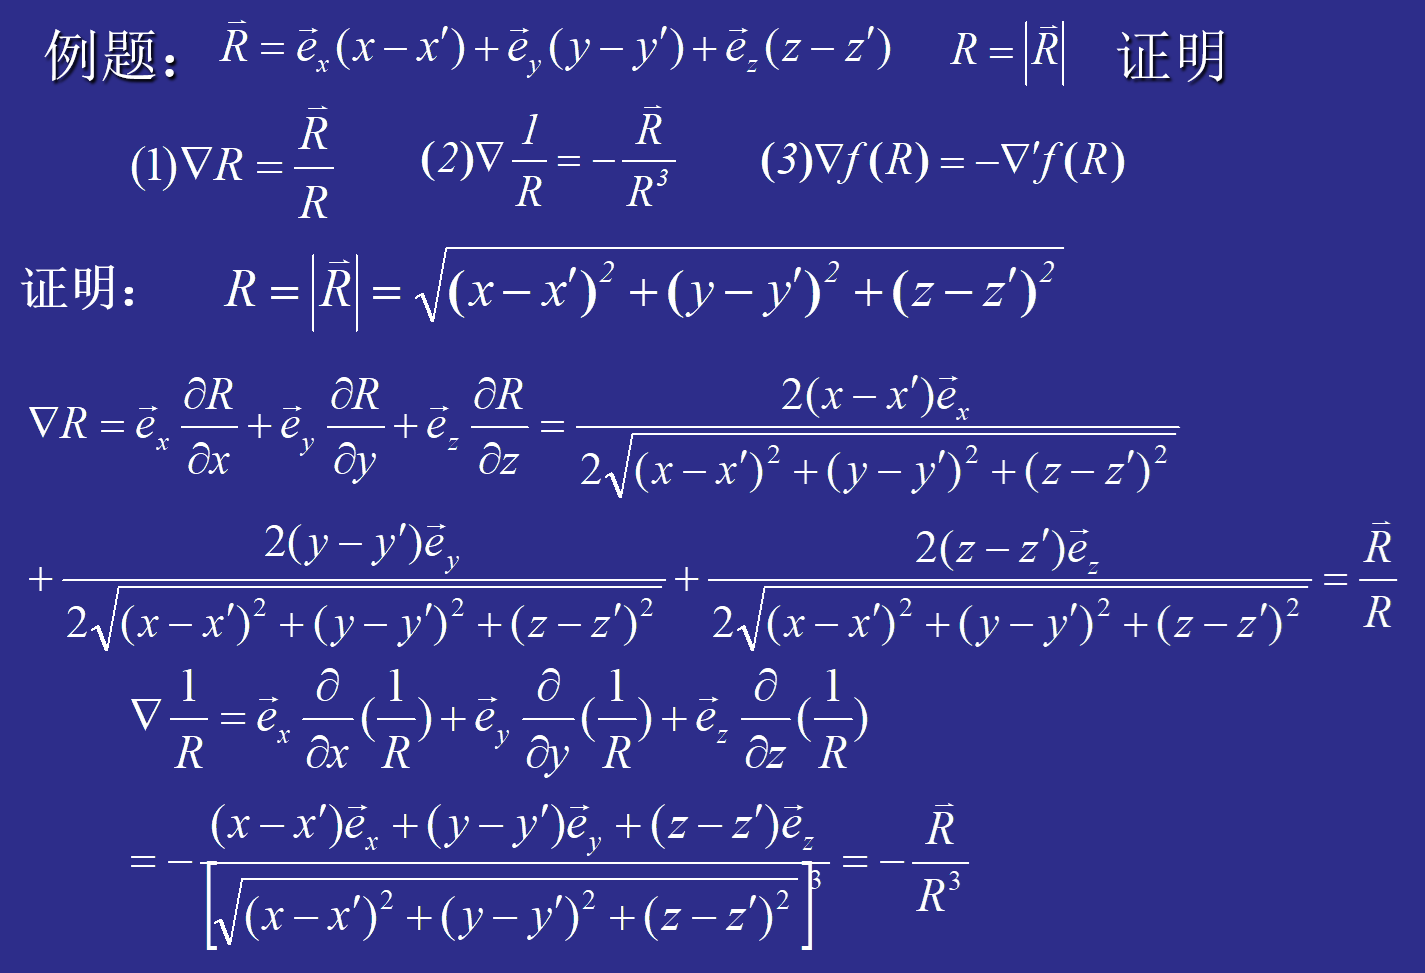 例题： $\vec{R} = \vec{e}_x(x-x') + \vec{e}_y(y-y') + \vec{e}_z(z-z')$ $R = |\vec{R}|$ 证明
$(1)\nabla R = \frac{\vec{R}}{R}$ $(2)\nabla\frac{1}{R} = -\frac{\vec{R}}{R^3}$ $(3)\nabla f(R) = -\nabla' f(R)$
证明： $R = |\vec{R}| = \sqrt{(x-x')^2 + (y-y')^2 + (z-z')^2}$
$\nabla R = \vec{e}_x\frac{\partial R}{\partial x} + \vec{e}_y\frac{\partial R}{\partial y} + \vec{e}_z\frac{\partial R}{\partial z} = \frac{2(x-x')\vec{e}_x}{2\sqrt{(x-x')^2 + (y-y')^2 + (z-z')^2}}$
$+ \frac{2(y-y')\vec{e}_y}{2\sqrt{(x-x')^2 + (y-y')^2 + (z-z')^2}} + \frac{2(z-z')\vec{e}_z}{2\sqrt{(x-x')^2 + (y-y')^2 + (z-z')^2}} = \frac{\vec{R}}{R}$
$\nabla\frac{1}{R} = \vec{e}_x\frac{\partial}{\partial x}(\frac{1}{R}) + \vec{e}_y\frac{\partial}{\partial y}(\frac{1}{R}) + \vec{e}_z\frac{\partial}{\partial z}(\frac{1}{R})$
$= -\frac{(x-x')\vec{e}_x + (y-y')\vec{e}_y + (z-z')\vec{e}_z}{\left[\sqrt{(x-x')^2 + (y-y')^2 + (z-z')^2}\right]^3} = -\frac{\vec{R}}{R^3}$